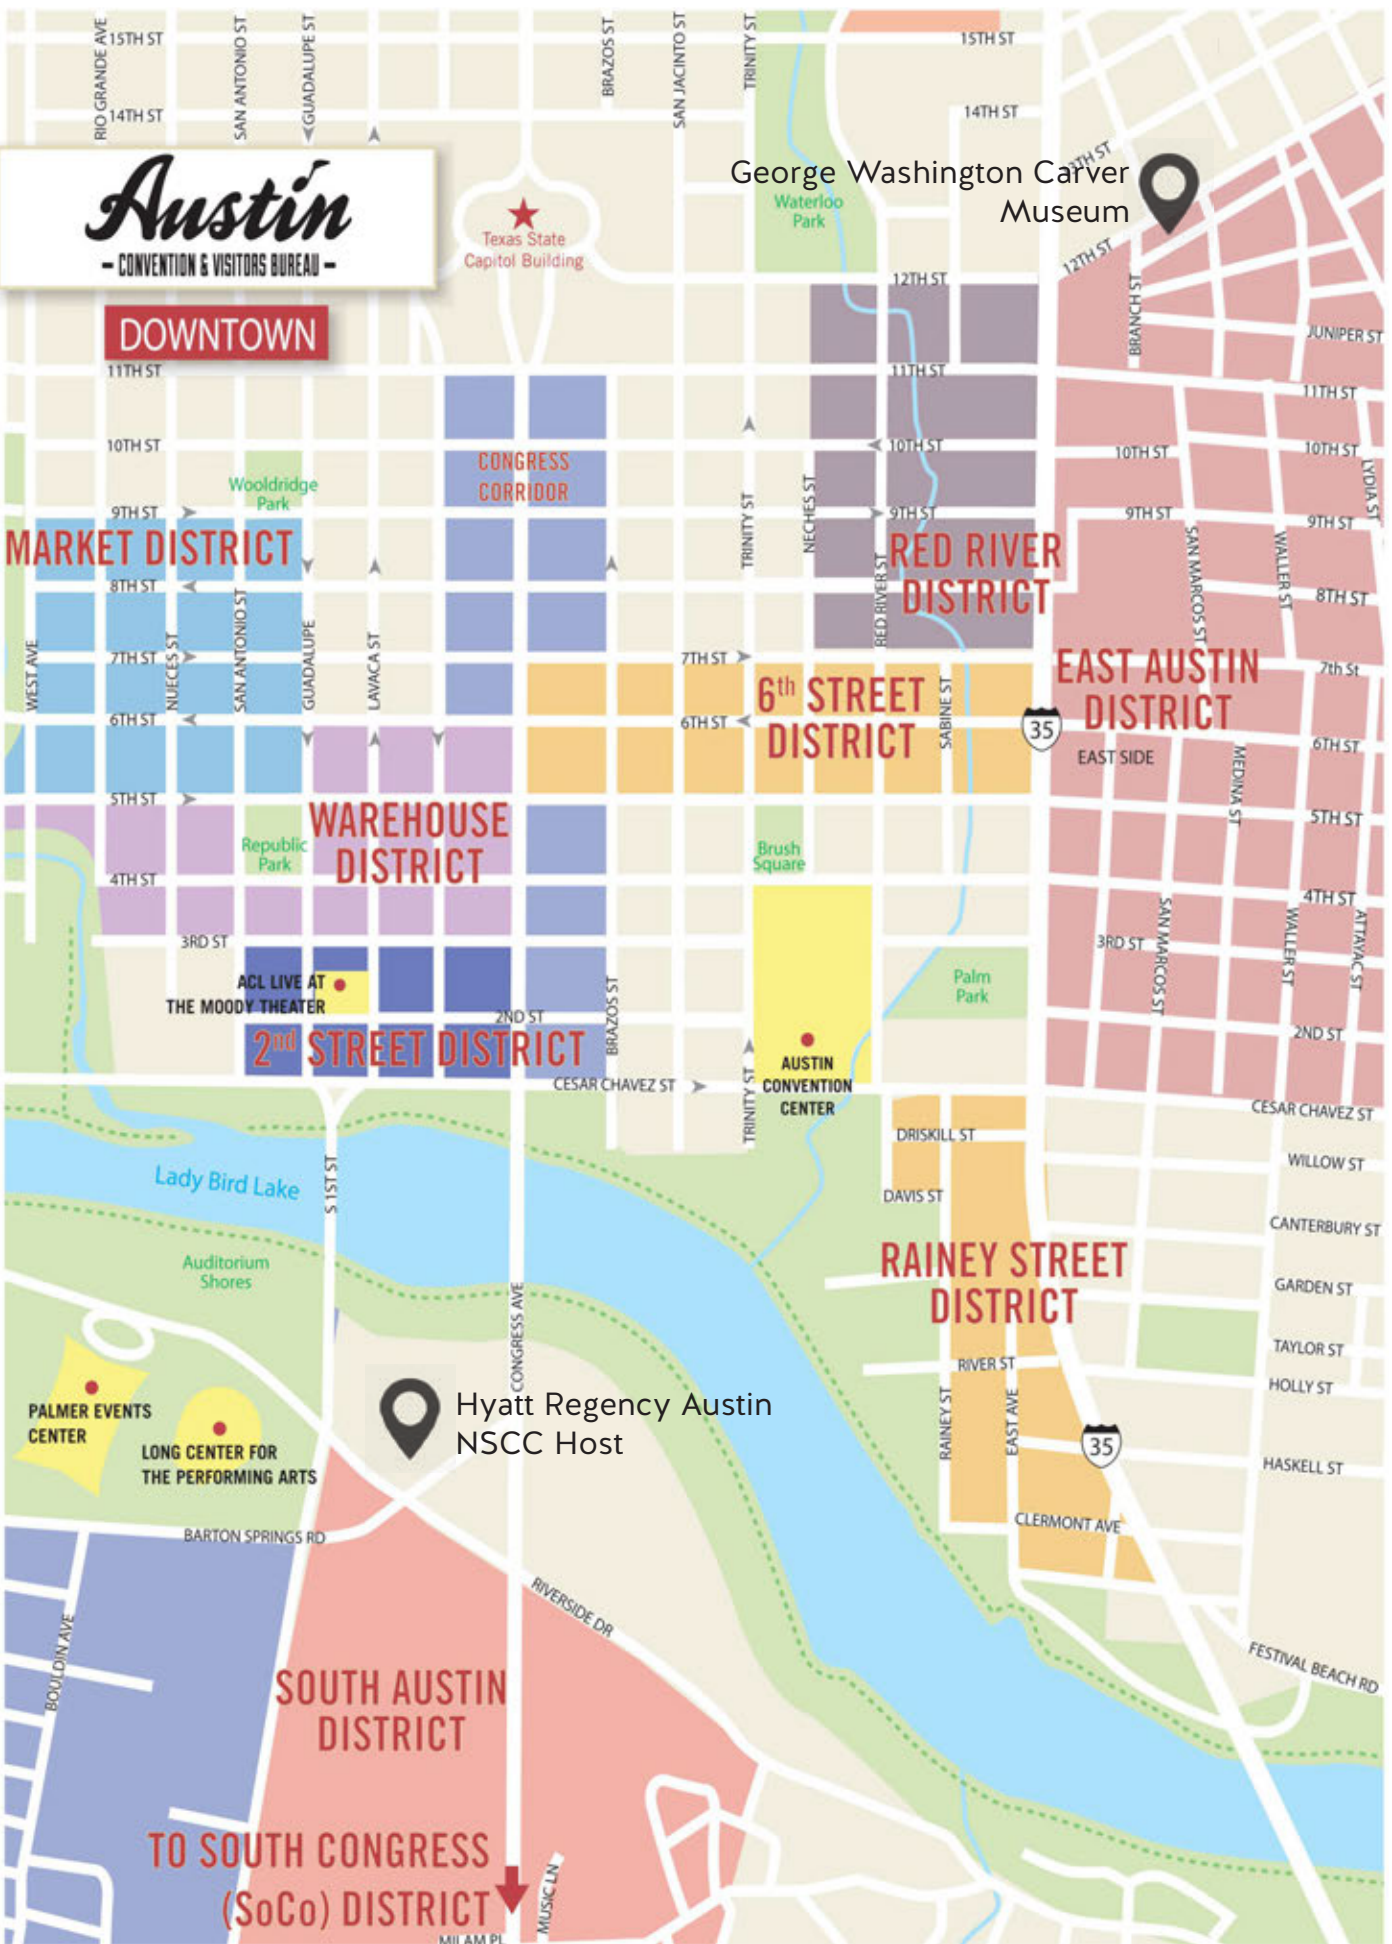 RIO GRANDE AVE
SAN ANTONIO ST
GUADALUPE ST
BRAZOS ST
SAN JACINTO ST
TRINITY ST
15TH ST
15TH ST
14TH ST
14TH ST
Austin
- CONVENTION & VISITORS BUREAU -
DOWNTOWN
Texas State
Capitol Building
Waterloo
Park
George Washington Carver
Museum
12TH ST
12TH ST
BRANCH ST
JUNIPER ST
11TH ST
11TH ST
11TH ST
10TH ST
10TH ST
10TH ST
10TH ST
LYDIA ST
CONGRESS
CORRIDOR
Wooldridge
Park
9TH ST
9TH ST
9TH ST
9TH ST
TRINITY ST
NECHES ST
RED RIVER ST
SAN MARCOS ST
WALLER ST
MARKET DISTRICT
RED RIVER
DISTRICT
8TH ST
8TH ST
WEST AVE
NUECES ST
SAN ANTONIO ST
GUADALUPE
LAVACA ST
7TH ST
7TH ST
7th St
EAST AUSTIN
DISTRICT
6th STREET
DISTRICT
SABINE ST
35
EAST SIDE
6TH ST
6TH ST
6TH ST
MEDINA ST
5TH ST
5TH ST
WAREHOUSE
DISTRICT
Republic
Park
Brush
Square
4TH ST
4TH ST
3RD ST
3RD ST
SAN MARCOS ST
WALLER ST
ATTAYAC ST
ACL LIVE AT
THE MOODY THEATER
Palm
Park
2ND ST
2ND ST
BRAZOS ST
2nd STREET DISTRICT
AUSTIN
CONVENTION
CENTER
CESAR CHAVEZ ST
TRINITY ST
CESAR CHAVEZ ST
DRISKILL ST
WILLOW ST
Lady Bird Lake
S 1ST ST
DAVIS ST
CANTERBURY ST
Auditorium
Shores
RAINEY STREET
DISTRICT
GARDEN ST
CONGRESS AVE
TAYLOR ST
RIVER ST
HOLLY ST
PALMER EVENTS
CENTER
Hyatt Regency Austin
NSCC Host
RAINEY ST
EAST AVE
35
LONG CENTER FOR
THE PERFORMING ARTS
HASKELL ST
BARTON SPRINGS RD
CLERMONT AVE
RIVERSIDE DR
BOULDIN AVE
FESTIVAL BEACH RD
SOUTH AUSTIN
DISTRICT
TO SOUTH CONGRESS
(SoCo) DISTRICT
MUSIC LN
MILAM PL